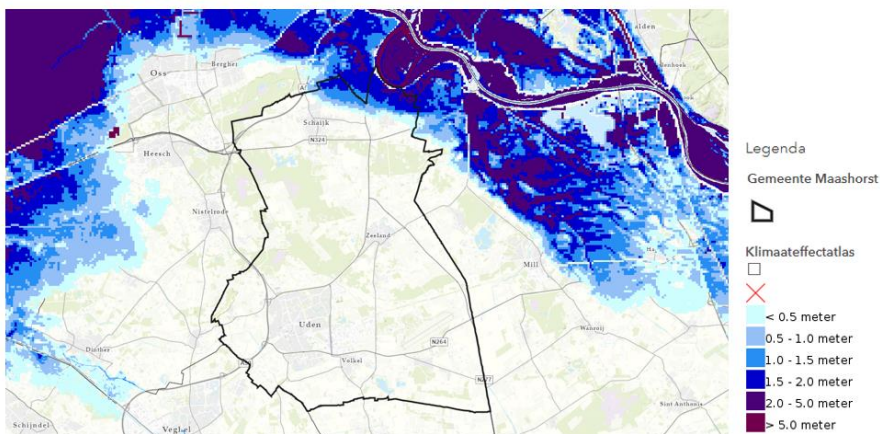 Oss
Berghem
Schaijk
N324
Heesch
Nistelrode
Zeeland
Mill
Uden
Wanroij
N264
Dinther
Volkel
N277
Sint Anthonis
Schijndel
Veghel
Legenda
Gemeente Maashorst
Klimaateffectatlas
< 0.5 meter
0.5 - 1.0 meter
1.0 - 1.5 meter
1.5 - 2.0 meter
2.0 - 5.0 meter
> 5.0 meter